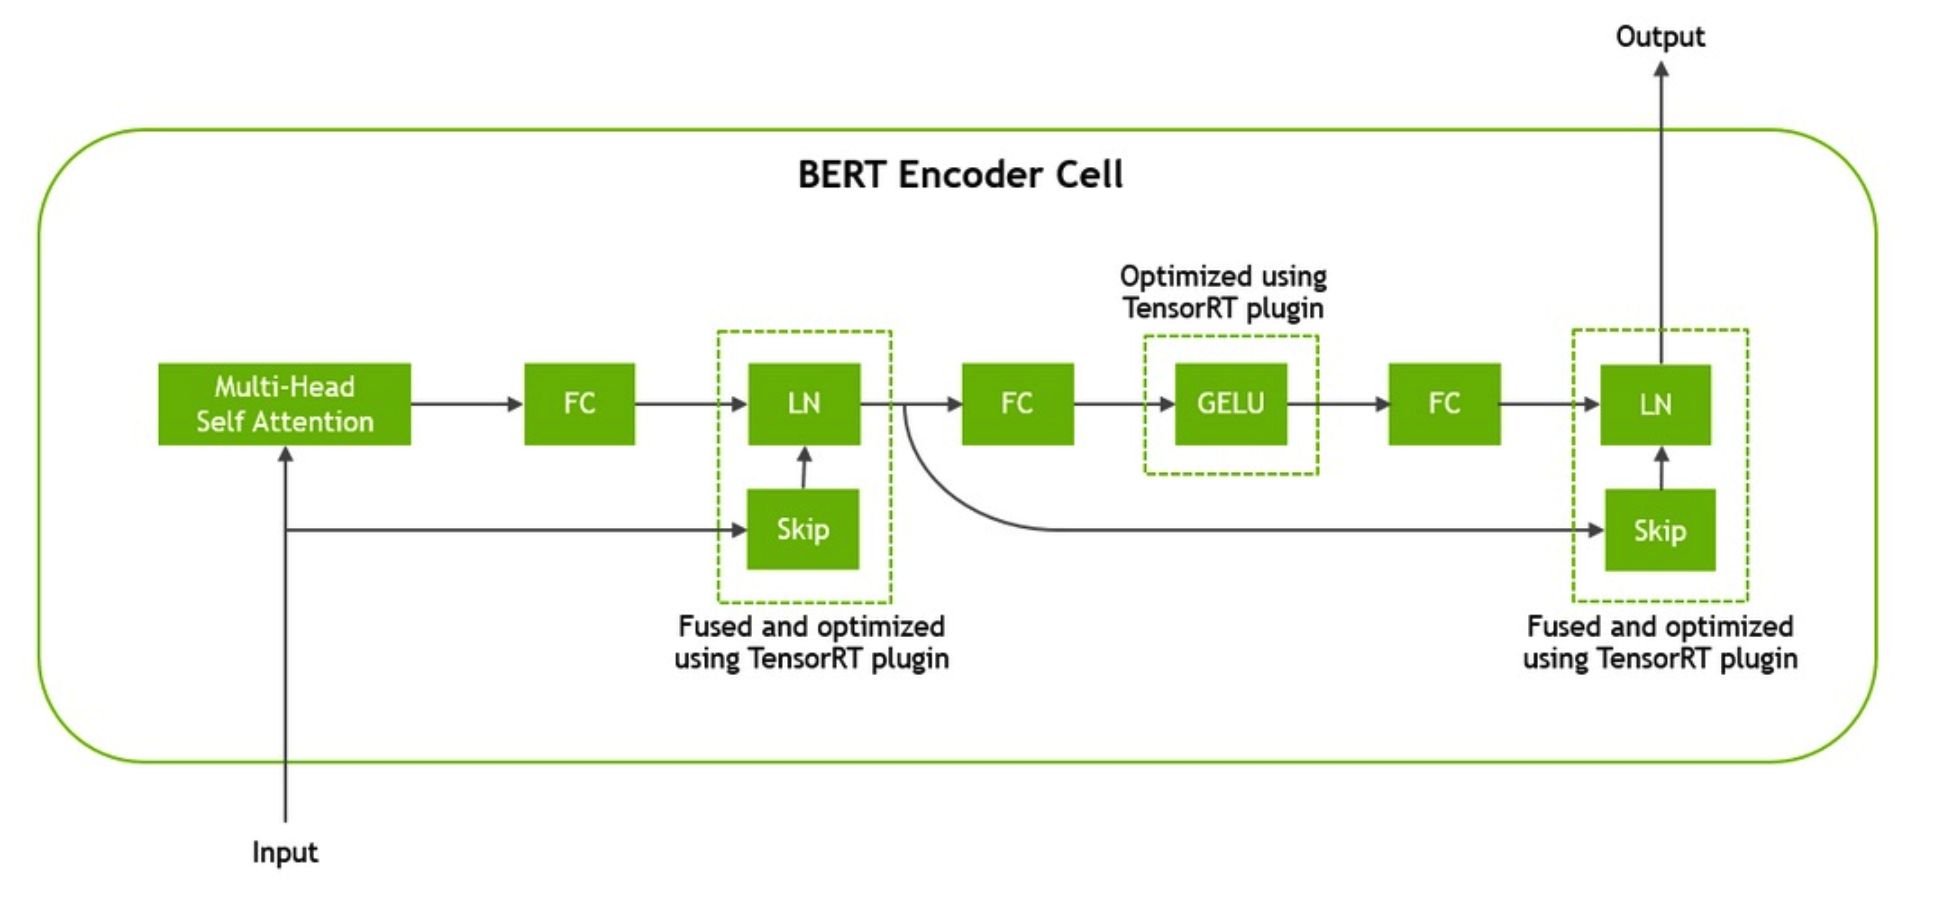 Output
BERT Encoder Cell
Optimized using
TensorRT plugin
Multi-Head
Self Attention
FC
LN
FC
GELU
FC
LN
Skip
Skip
Fused and optimized
using TensorRT plugin
Fused and optimized
using TensorRT plugin
Input